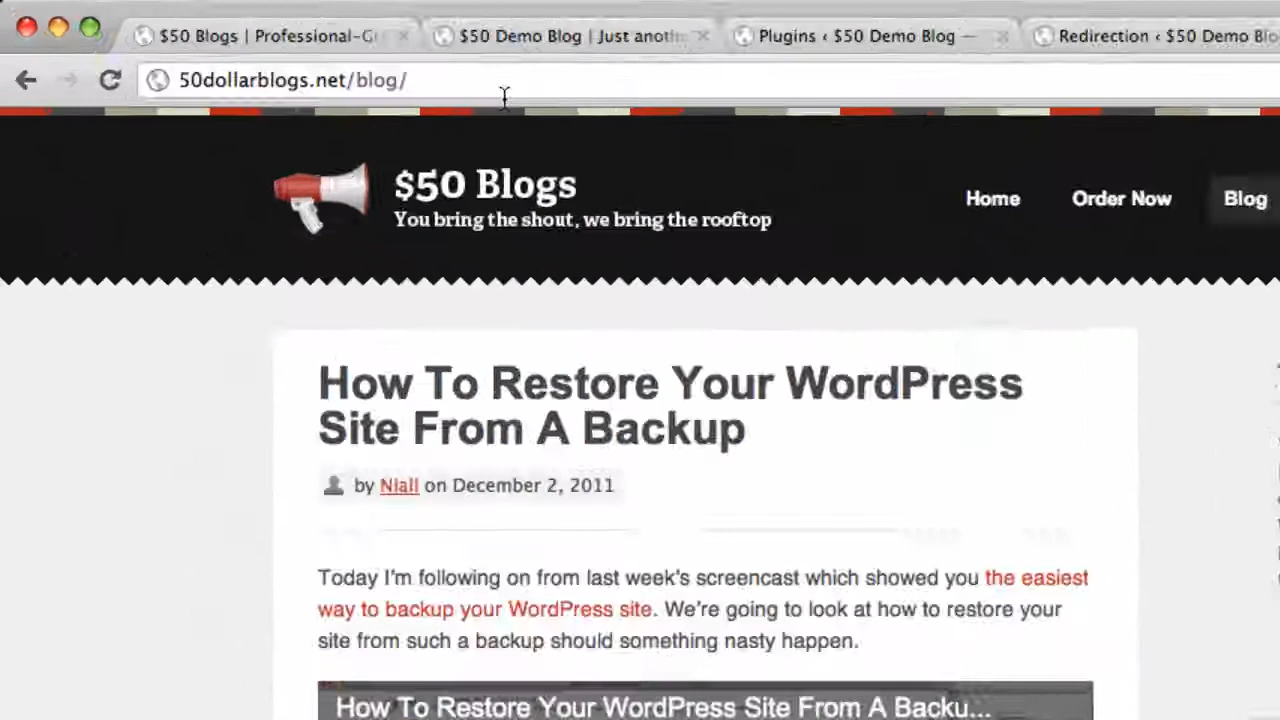 $50 Blogs | Professional-Gr
$50 Demo Blog | Just anoth
Plugins ‹ $50 Demo Blog —
Redirection ‹ $50 Demo Blo
50dollarblogs.net/blog/
$50 Blogs
You bring the shout, we bring the rooftop
Home
Order Now
Blog
How To Restore Your WordPress
Site From A Backup
by Niall on December 2, 2011
Today I'm following on from last week's screencast which showed you the easiest
way to backup your WordPress site. We're going to look at how to restore your
site from such a backup should something nasty happen.
How To Restore Your WordPress Site From A Backu...